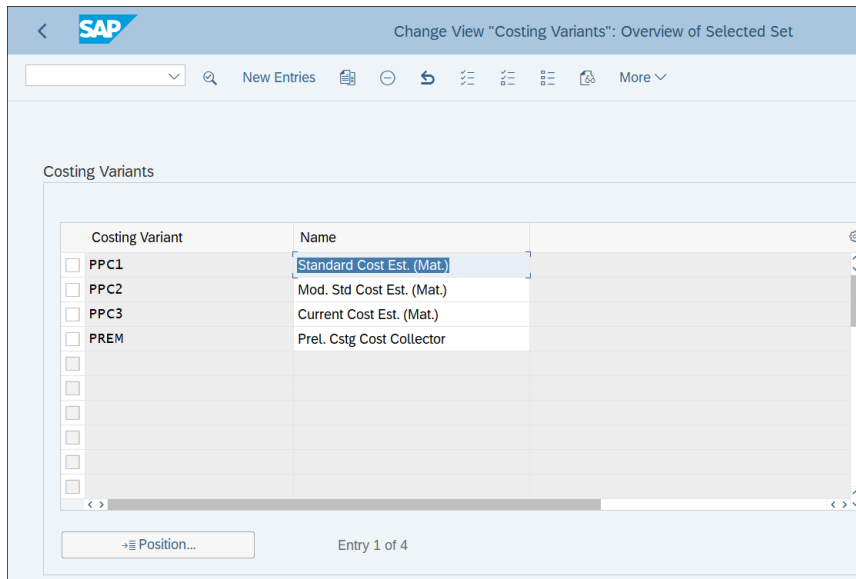 SAP Change View "Costing Variants": Overview of Selected Set
New Entries More
Costing Variants
Costing Variant Name
PPC1 Standard Cost Est. (Mat.)
PPC2 Mod. Std Cost Est. (Mat.)
PPC3 Current Cost Est. (Mat.)
PREM Prel. Cstg Cost Collector
Position... Entry 1 of 4